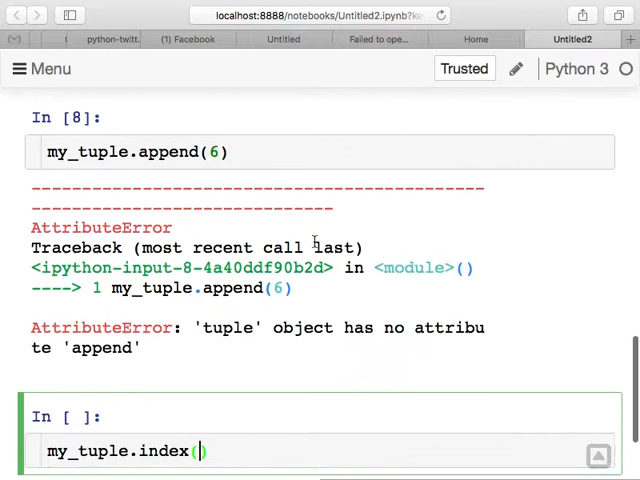 localhost:8888/notebooks/Untitled2.ipynb?ke
python-twitt...
(1) Facebook
Untitled
Failed to ope...
Home
Untitled2
+
Menu
Trusted
Python 3
In [8]:
my_tuple.append(6)
---------------------------------------------
-----------------------------
AttributeError
Traceback (most recent call last)
<ipython-input-8-4a40ddf90b2d> in <module>()
----> 1 my_tuple.append(6)
AttributeError: 'tuple' object has no attribu
te 'append'
In [ ]:
my_tuple.index()